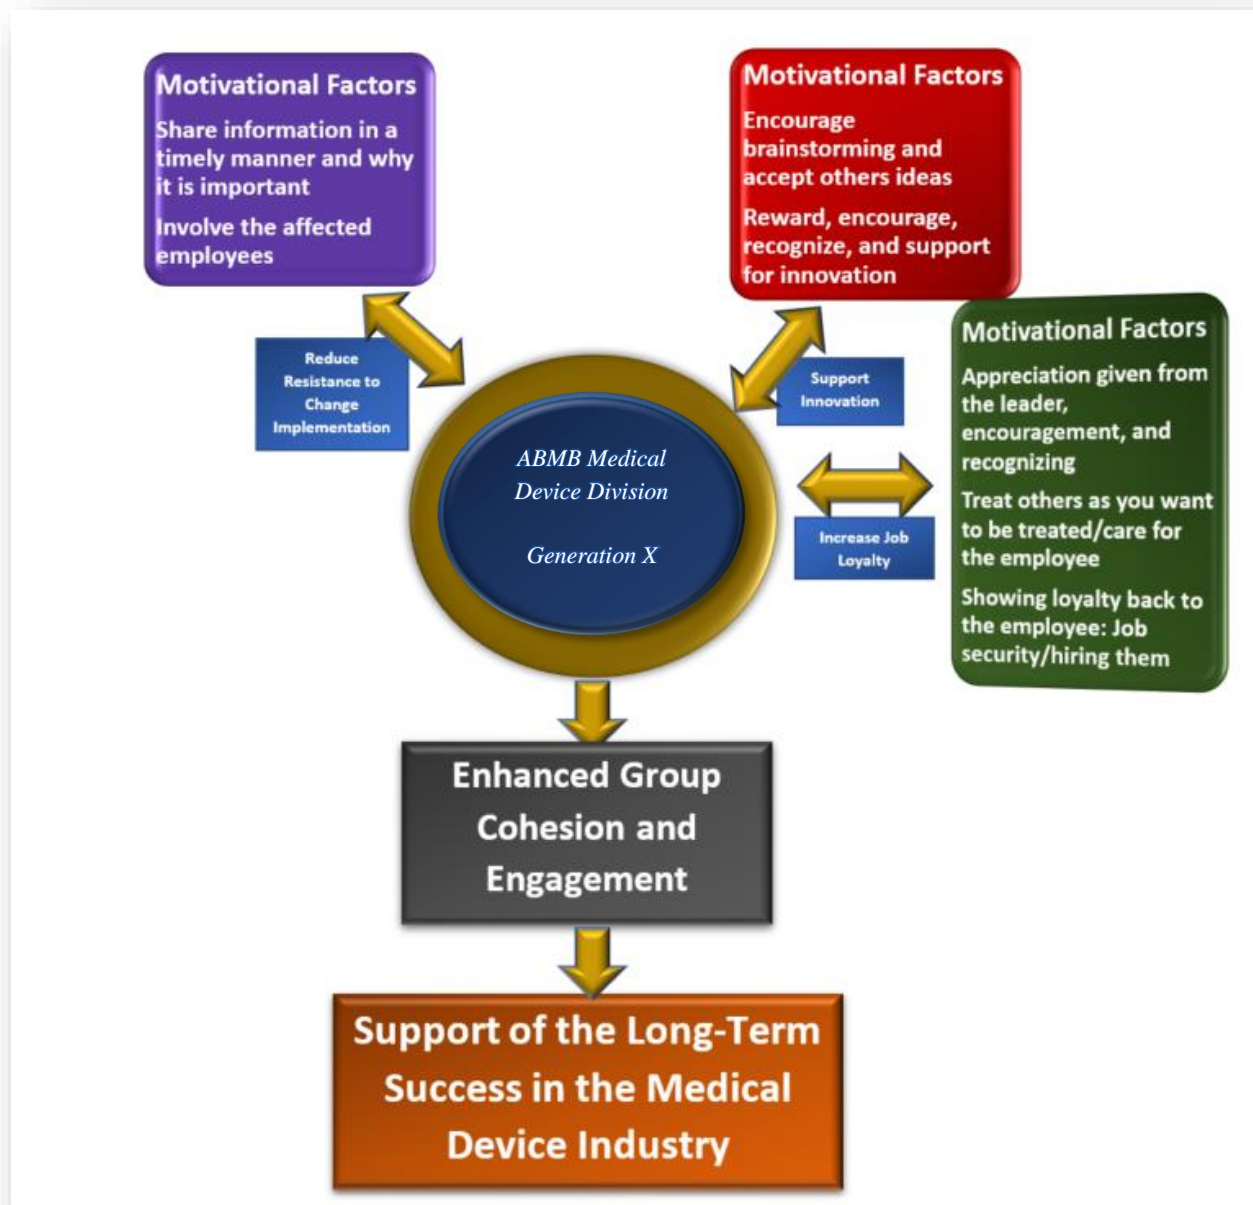 Motivational Factors
Share information in a
timely manner and why
it is important
Involve the affected
employees
Motivational Factors
Encourage
brainstorming and
accept others ideas
Reward, encourage,
recognize, and support
for innovation
Motivational Factors
Appreciation given from
the leader,
encouragement, and
recognizing
Treat others as you want
to be treated/care for
the employee
Showing loyalty back to
the employee: Job
security/hiring them
Reduce
Resistance to
Change
Implementation
Support
Innovation
Increase Job
Loyalty
ABMB Medical
Device Division
Generation X
Enhanced Group
Cohesion and
Engagement
Support of the Long-Term
Success in the Medical
Device Industry